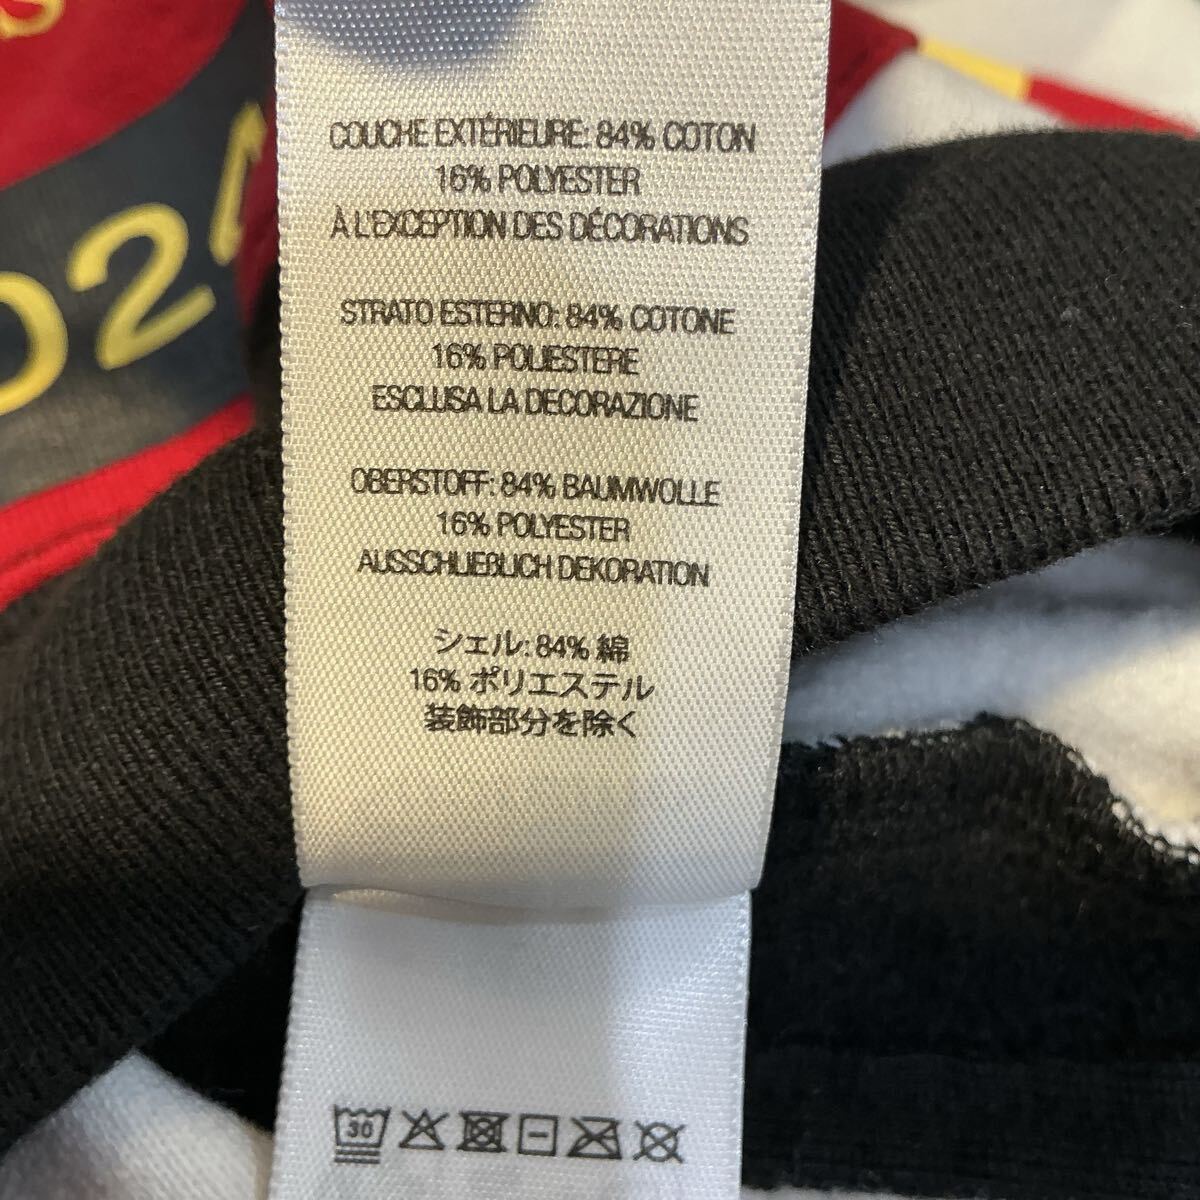 S
024
COUCHE EXTÉRIEURE: 84% COTON
16% POLYESTER
À L'EXCEPTION DES DÉCORATIONS
STRATO ESTERNO: 84% COTONE
16% POLIESTERE
ESCLUSA LA DECORAZIONE
OBERSTOFF: 84% BAUMWOLLE
16% POLYESTER
AUSSCHLIEßLICH DEKORATION
シェル: 84% 綿
16% ポリエステル
装飾部分を除く
30